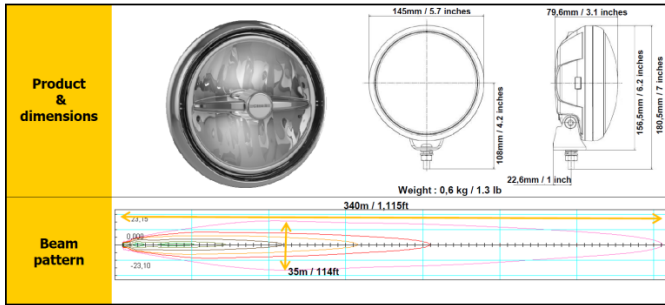 Product
&
dimensions
145mm / 5.7 inches
79,6mm / 3.1 inches
108mm / 4.2 inches
156,5mm / 6.2 inches
180,5mm / 7 inches
22,6mm / 1 inch
Weight : 0,6 kg / 1.3 lb
Beam
pattern
340m / 1,115ft
23,15
0,000
-23,10
35m / 114ft